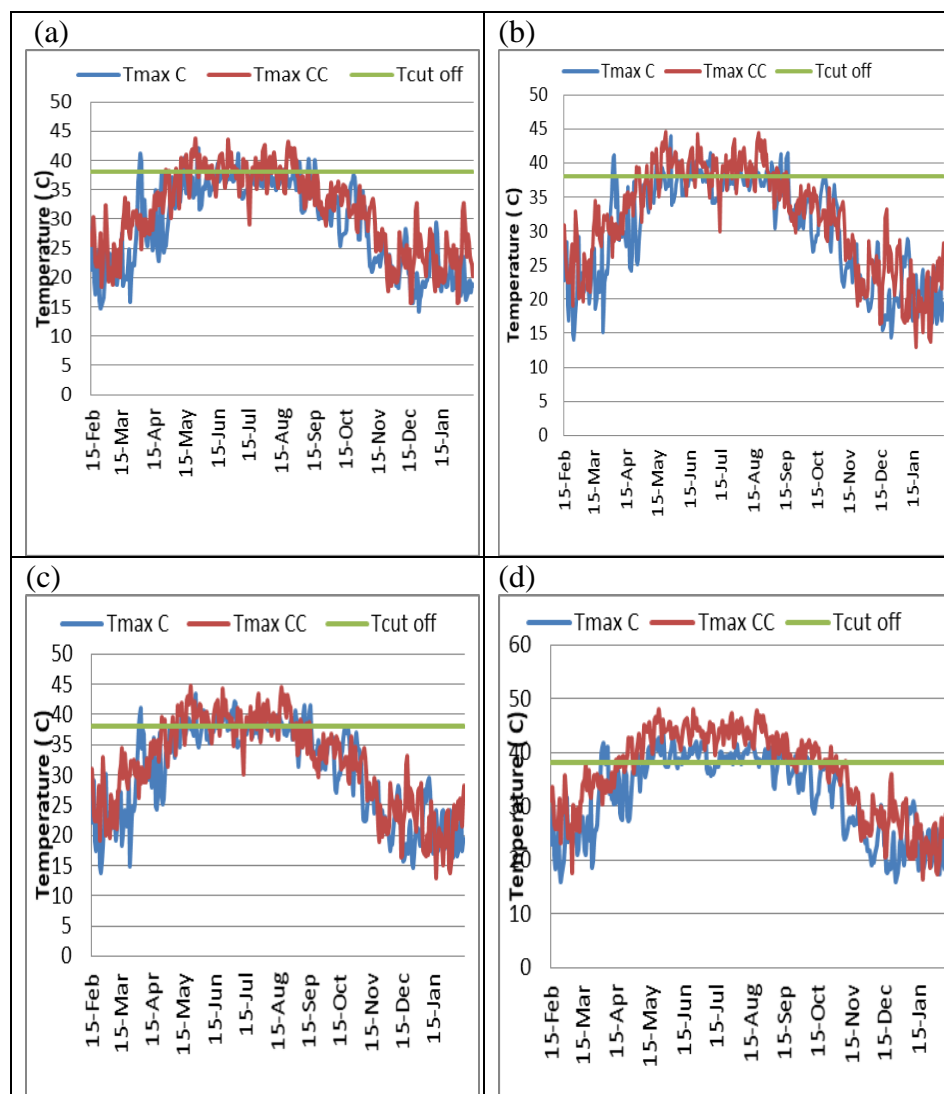 (a)
Tmax C Tmax CC Tcut off
Temperature ( C)
50
45
40
35
30
25
20
15
10
5
0
15-Feb
15-Mar
15-Apr
15-May
15-Jun
15-Jul
15-Aug
15-Sep
15-Oct
15-Nov
15-Dec
15-Jan
(b)
Tmax C Tmax CC Tcut off
Temperature ( C)
50
45
40
35
30
25
20
15
10
5
0
15-Feb
15-Mar
15-Apr
15-May
15-Jun
15-Jul
15-Aug
15-Sep
15-Oct
15-Nov
15-Dec
15-Jan
(c)
Tmax C Tmax CC Tcut off
Temperature ( C)
50
45
40
35
30
25
20
15
10
5
0
15-Feb
15-Mar
15-Apr
15-May
15-Jun
15-Jul
15-Aug
15-Sep
15-Oct
15-Nov
15-Dec
15-Jan
(d)
Tmax C Tmax CC Tcut off
Temperature ( C)
60
50
40
30
20
10
0
15-Feb
15-Mar
15-Apr
15-May
15-Jun
15-Jul
15-Aug
15-Sep
15-Oct
15-Nov
15-Dec
15-Jan